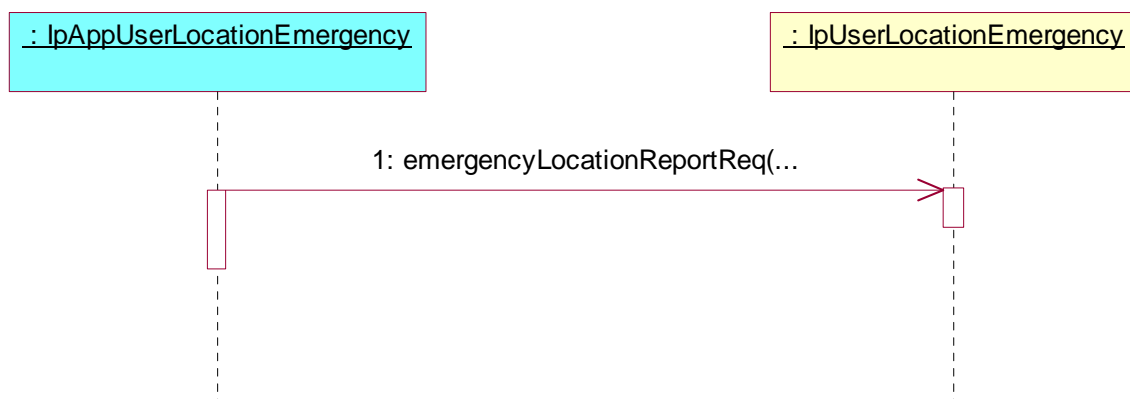 : IpAppUserLocationEmergency
: IpUserLocationEmergency
1: emergencyLocationReportReq(...